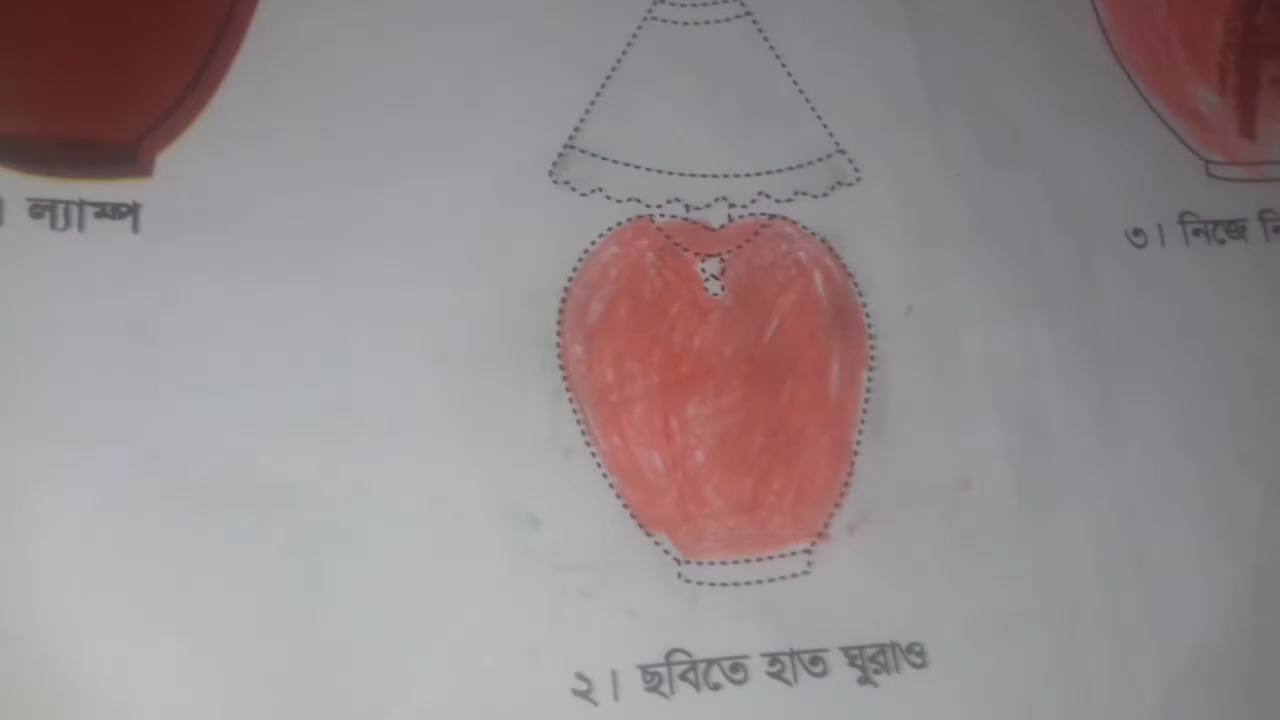 । ল্যাম্প
৩। নিজে
২। ছবিতে হাত ঘুরাও